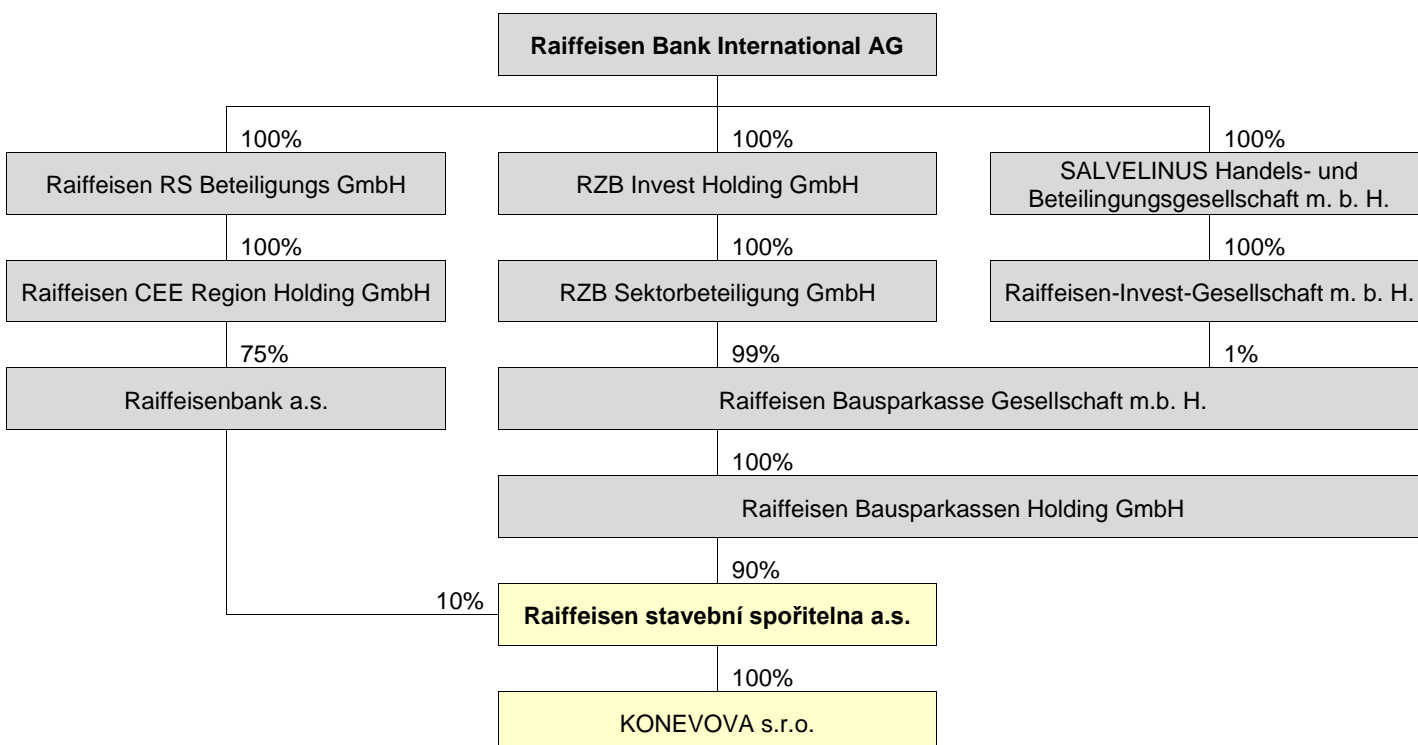 Raiffeisen Bank International AG
100%
100%
100%
Raiffeisen RS Beteiligungs GmbH
RZB Invest Holding GmbH
SALVELINUS Handels- und
Beteilingungsgesellschaft m. b. H.
100%
100%
100%
Raiffeisen CEE Region Holding GmbH
RZB Sektorbeteiligung GmbH
Raiffeisen-Invest-Gesellschaft m. b. H.
75%
99%
1%
Raiffeisenbank a.s.
Raiffeisen Bausparkasse Gesellschaft m.b. H.
100%
Raiffeisen Bausparkassen Holding GmbH
90%
10%
Raiffeisen stavební spořitelna a.s.
100%
KONEVOVA s.r.o.